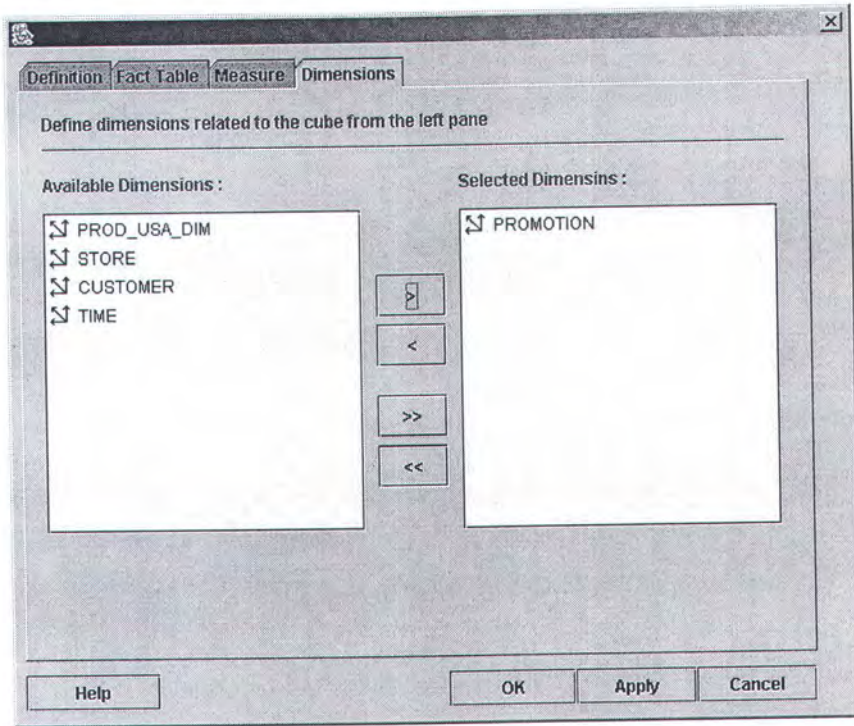 Definition Fact Table Measure Dimensions
Define dimensions related to the cube from the left pane
Available Dimensions :
PROD_USA_DIM
STORE
CUSTOMER
TIME
>
<
>>
<<
Selected Dimensins :
PROMOTION
Help OK Apply Cancel